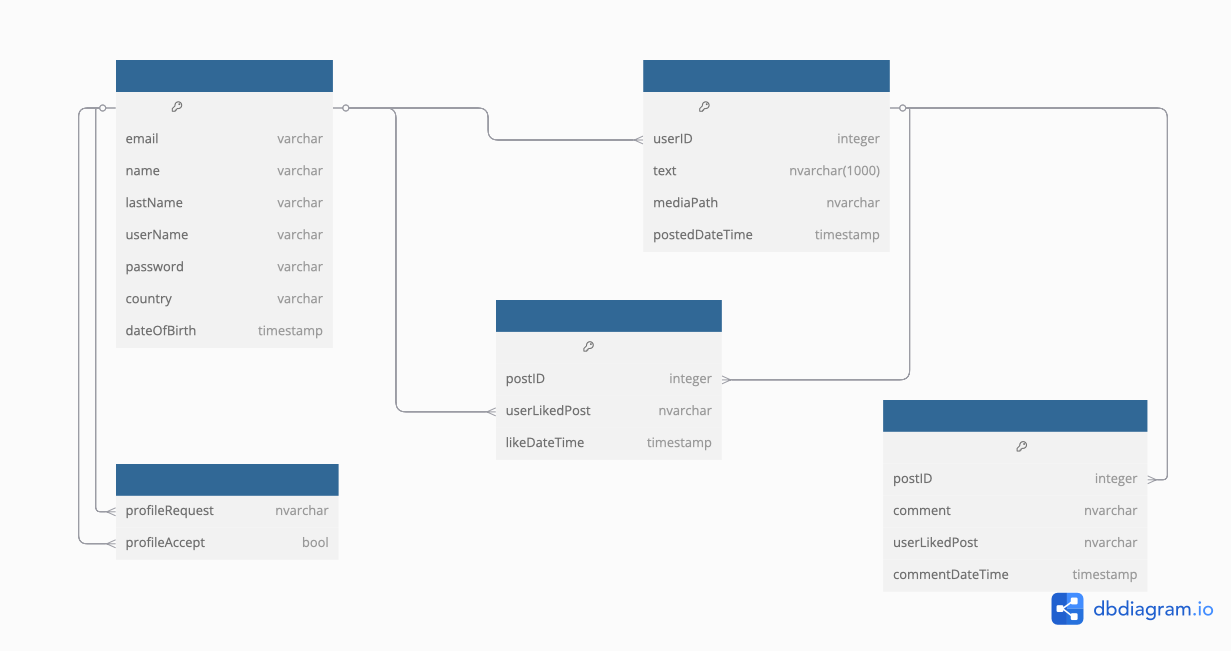 email varchar
name varchar
lastName varchar
userName varchar
password varchar
country varchar
dateOfBirth timestamp
userID integer
text nvarchar(1000)
mediaPath nvarchar
postedDateTime timestamp
postID integer
userLikedPost nvarchar
likeDateTime timestamp
profileRequest nvarchar
profileAccept bool
postID integer
comment nvarchar
userLikedPost nvarchar
commentDateTime timestamp
dbdiagram.io